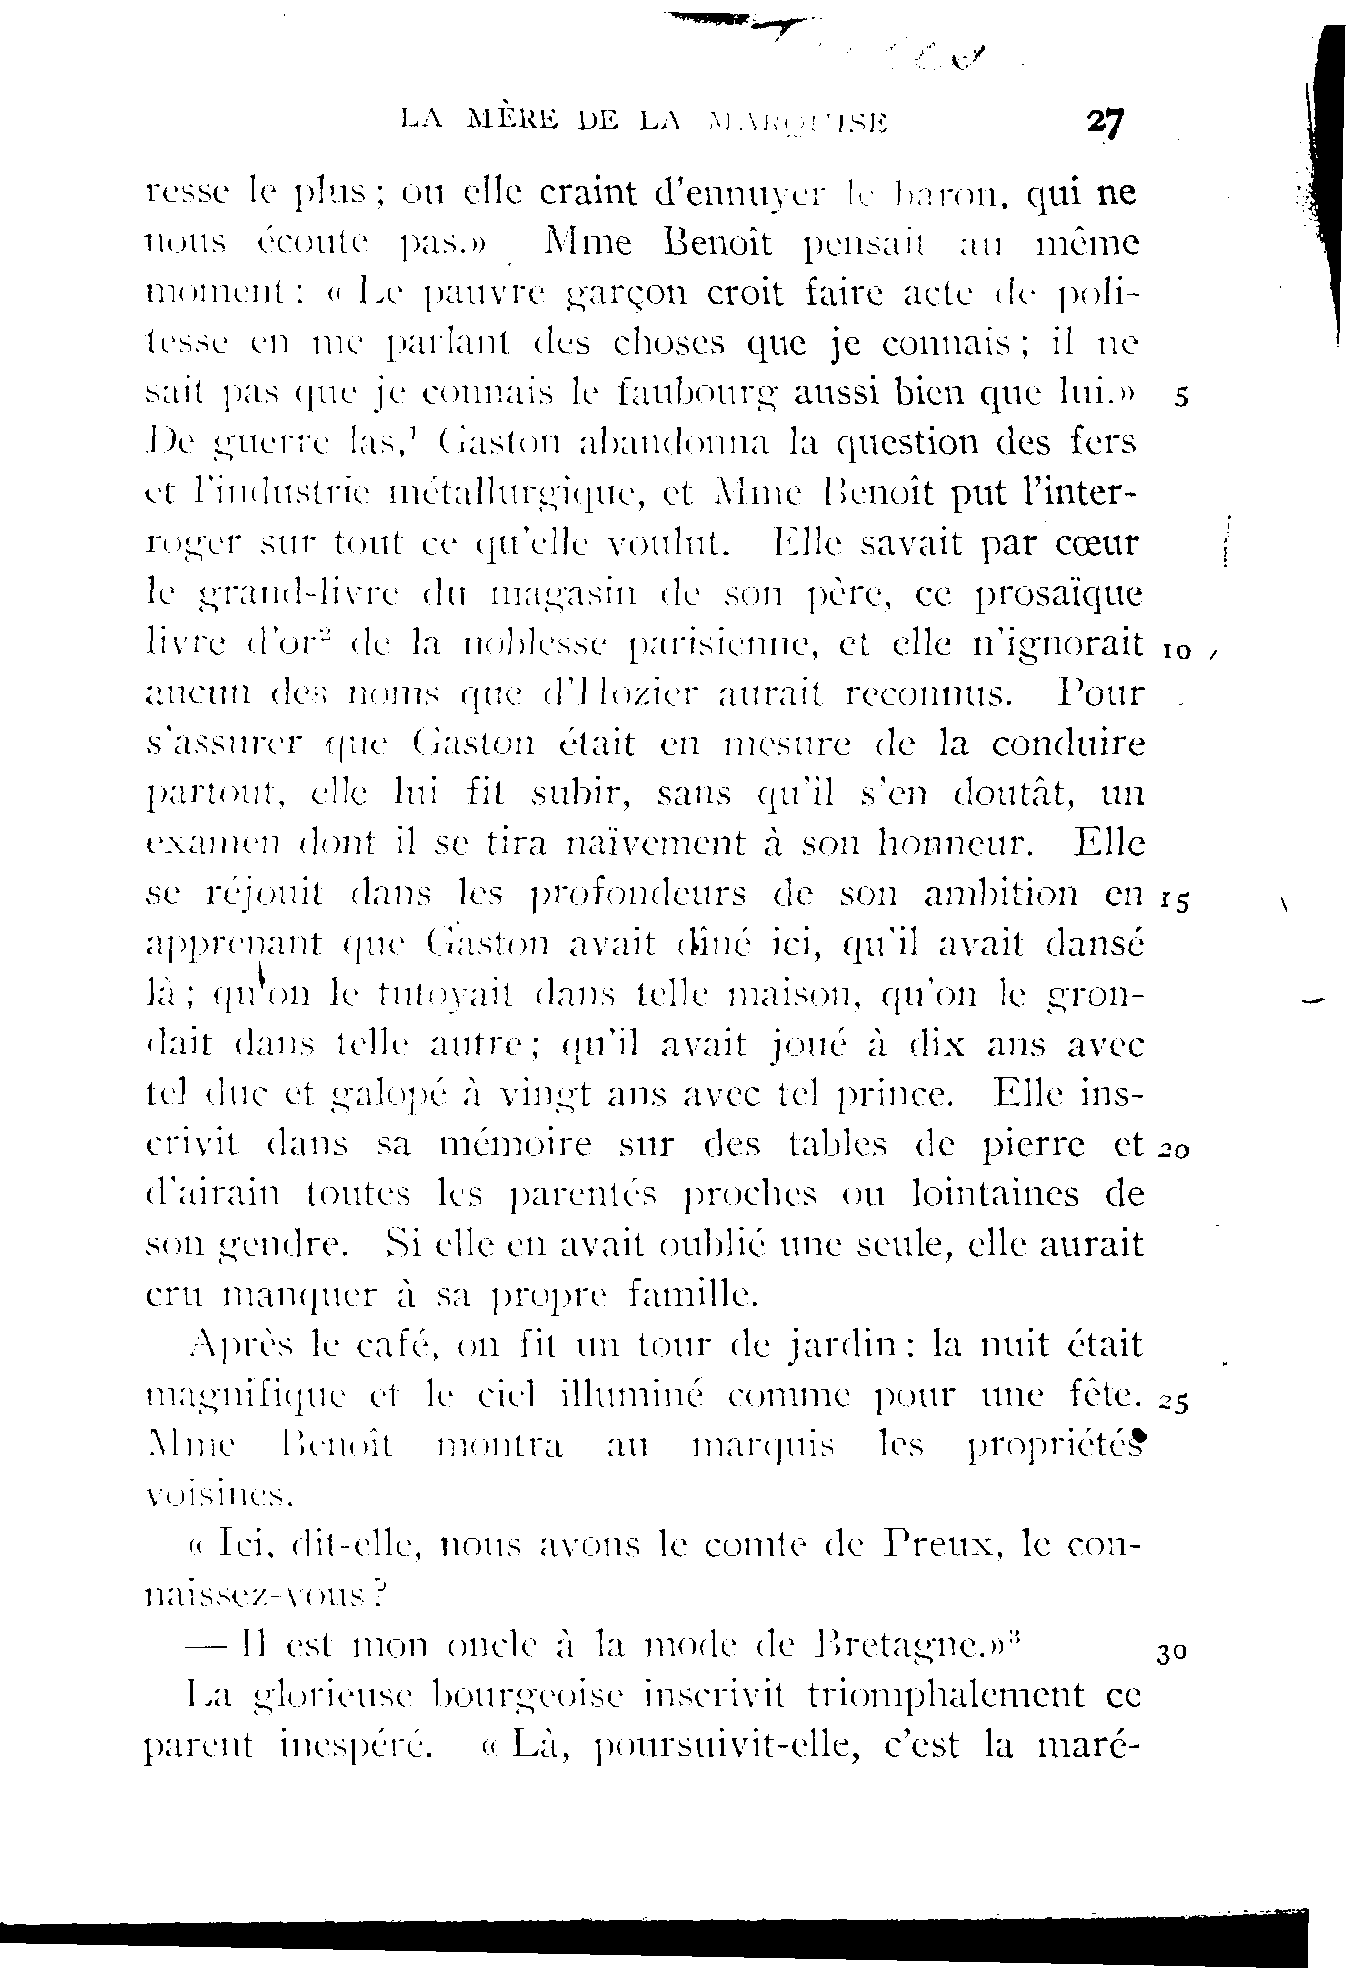 LA MÈRE DE LA MARQUISE 27
resse le plus ; ou elle craint d'ennuyer le baron, qui ne
nous écoute pas.» Mme Benoît pensait au même
moment : « Le pauvre garçon croit faire acte de poli-
tesse en me parlant des choses que je connais ; il ne
sait pas que je connais le faubourg aussi bien que lui.» 5
De guerre las,¹ Gaston abandonna la question des fers
et l'industrie métallurgique, et Mme Benoît put l'inter-
roger sur tout ce qu'elle voulut. Elle savait par cœur
le grand-livre du magasin de son père, ce prosaïque
livre d'or² de la noblesse parisienne, et elle n'ignorait 10
aucun des noms que d'Hozier aurait reconnus. Pour
s'assurer que Gaston était en mesure de la conduire
partout, elle lui fit subir, sans qu'il s'en doutât, un
examen dont il se tira naïvement à son honneur. Elle
se réjouit dans les profondeurs de son ambition en 15
apprenant que Gaston avait dîné ici, qu'il avait dansé
là ; qu'on le tutoyait dans telle maison, qu'on le gron-
dait dans telle autre ; qu'il avait joué à dix ans avec
tel duc et galopé à vingt ans avec tel prince. Elle ins-
crivit dans sa mémoire sur des tables de pierre et 20
d'airain toutes les parentés proches ou lointaines de
son gendre. Si elle en avait oublié une seule, elle aurait
cru manquer à sa propre famille.
Après le café, on fit un tour de jardin : la nuit était
magnifique et le ciel illuminé comme pour une fête. 25
Mme Benoît montra au marquis les propriétés
voisines.
« Ici, dit-elle, nous avons le comte de Preux, le con-
naissez-vous ?
— Il est mon oncle à la mode de Bretagne.»³ 30
La glorieuse bourgeoise inscrivit triomphalement ce
parent inespéré. « Là, poursuivit-elle, c'est la maré-